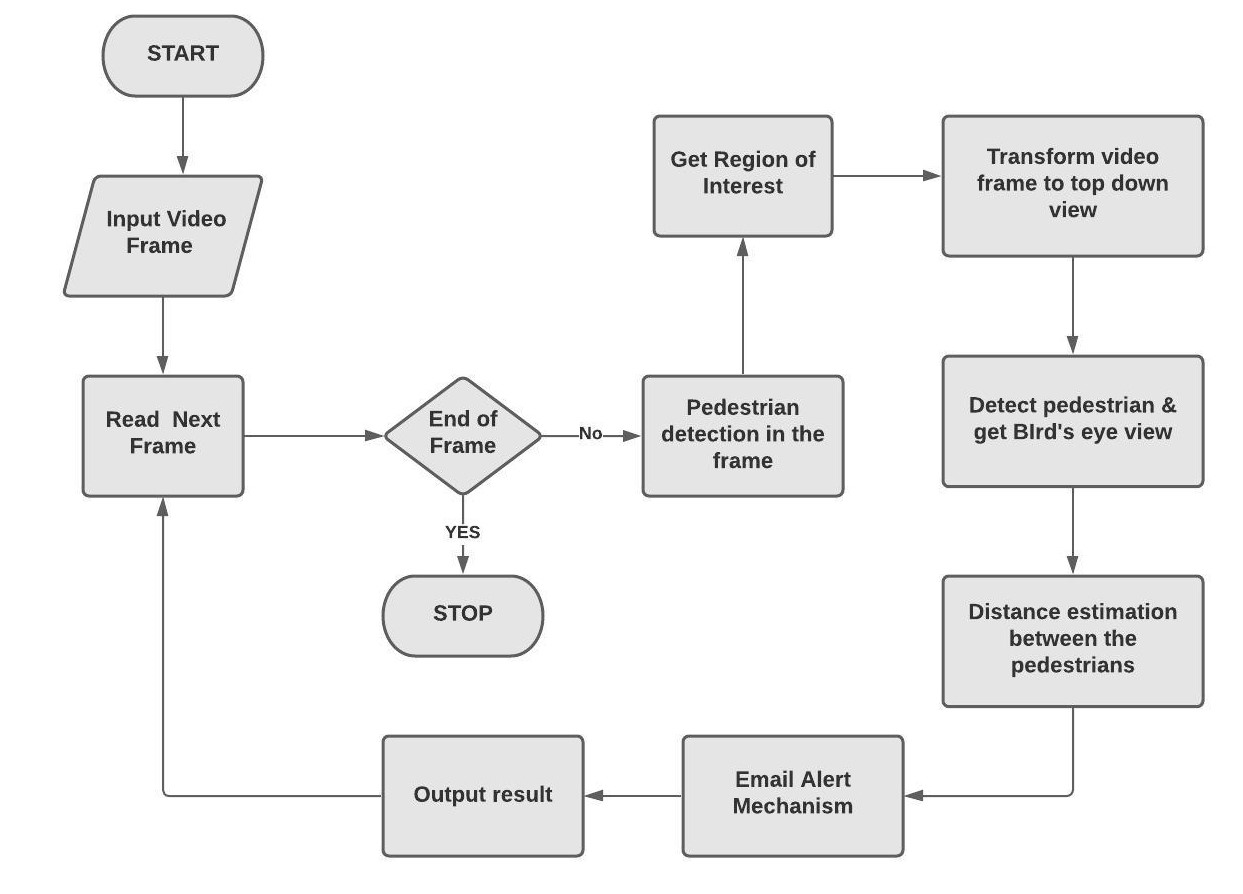 START
Input Video
Frame
Read  Next
Frame
End of
Frame
No
YES
STOP
Pedestrian
detection in the
frame
Get Region of
Interest
Transform video
frame to top down
view
Detect pedestrian &
get BIrd's eye view
Distance estimation
between the
pedestrians
Email Alert
Mechanism
Output result